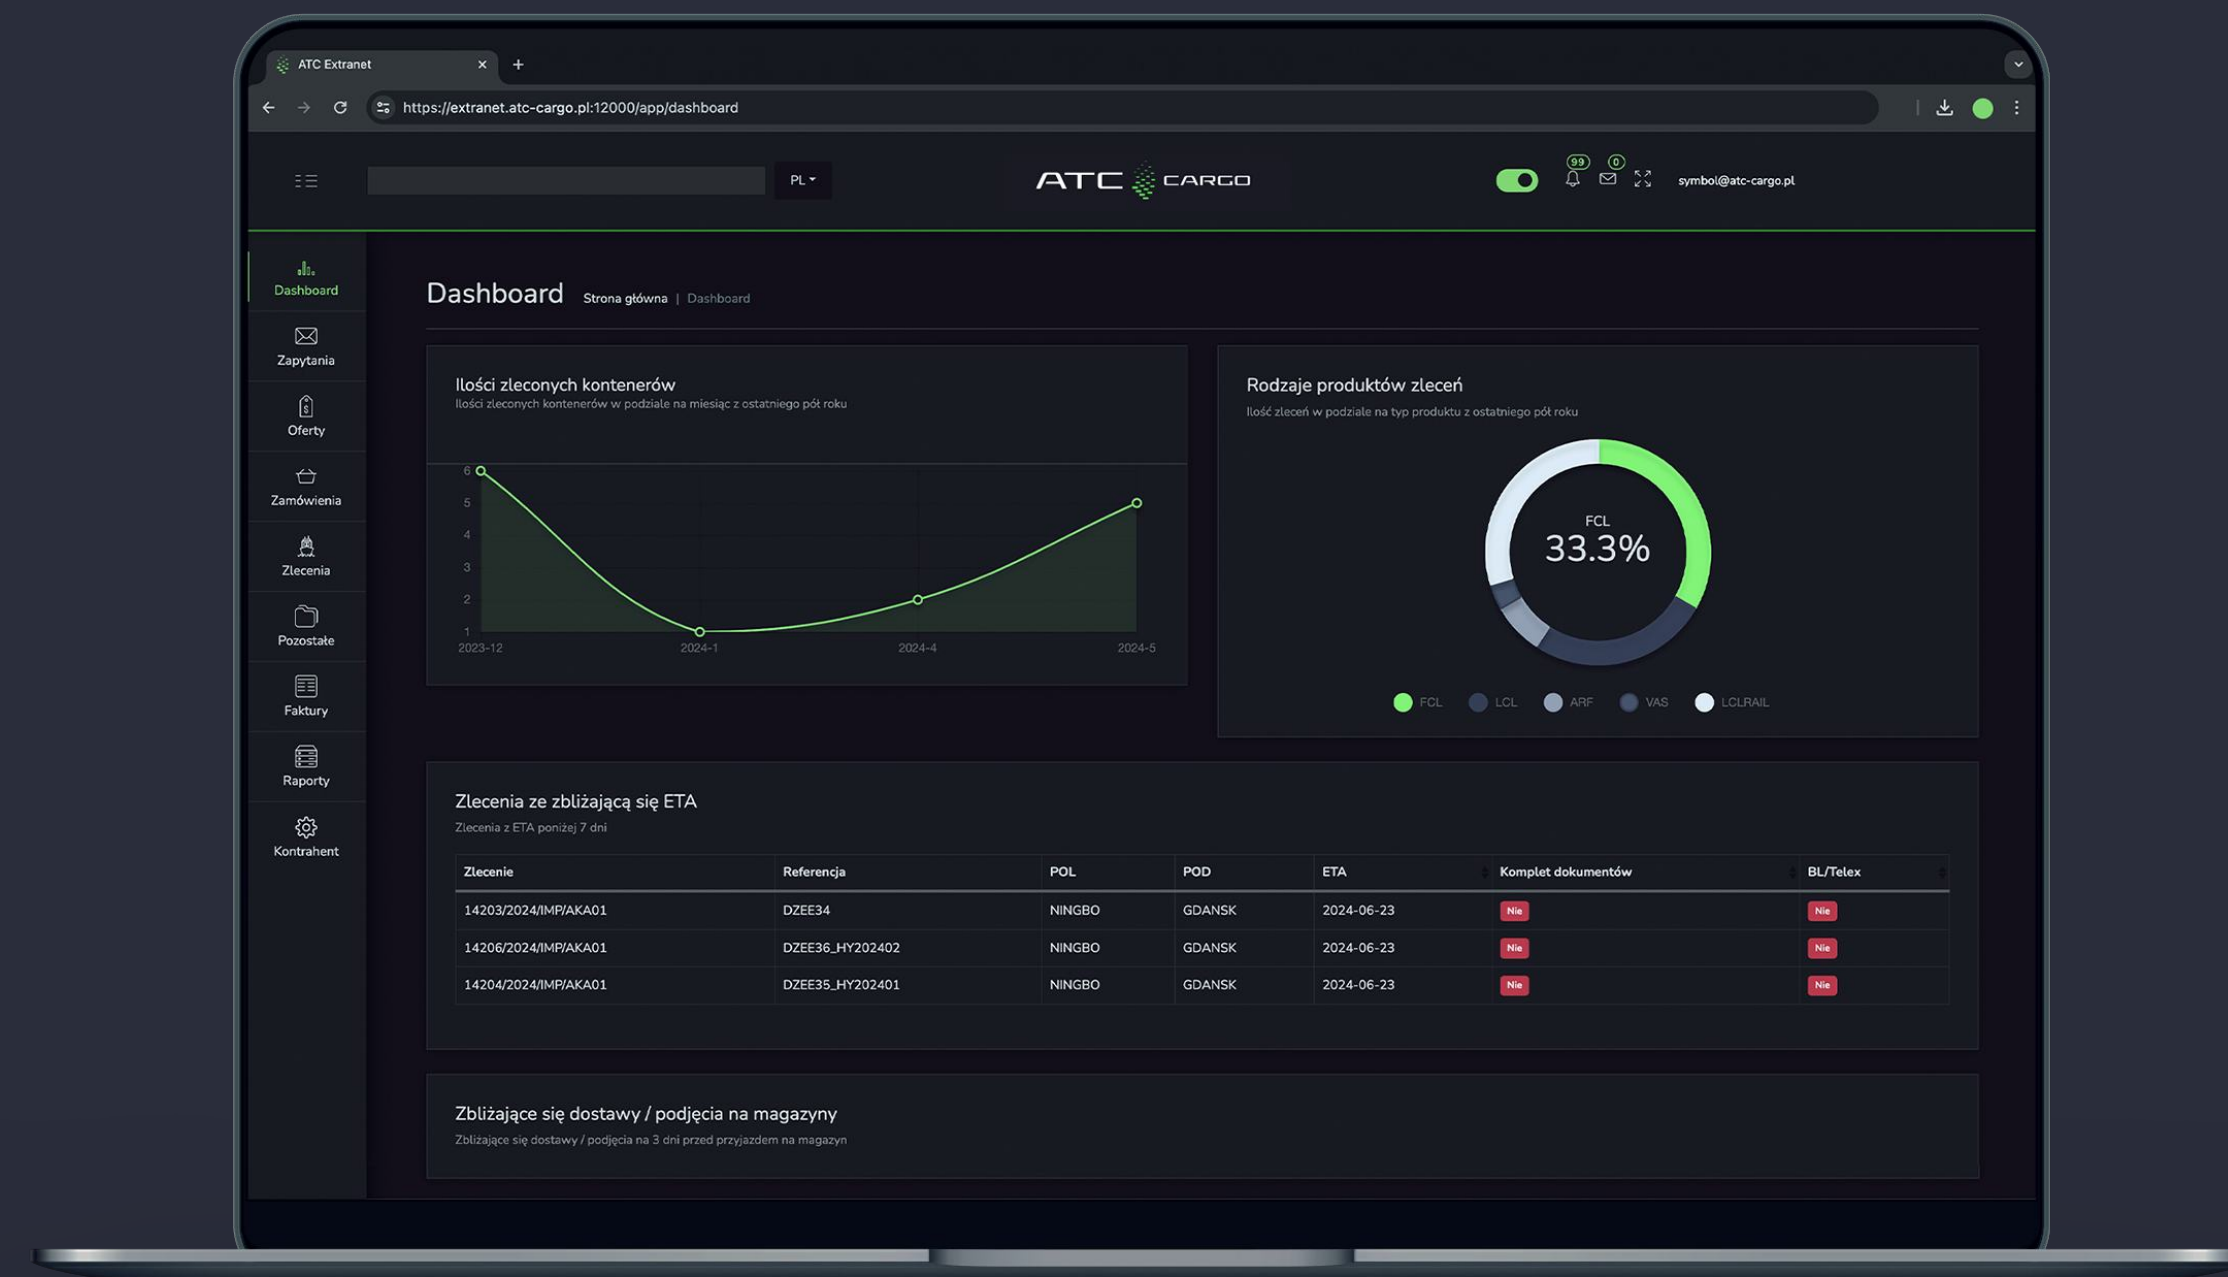 ATC Extranet
https://extranet.atc-cargo.pl:12000/app/dashboard
PL
ATC CARGO
99
0
symbol@atc-cargo.pl
Dashboard
Zapytania
Oferty
Zamówienia
Zlecenia
Pozostałe
Faktury
Raporty
Kontrahent
Dashboard Strona główna | Dashboard
Ilości zleconych kontenerów
Ilości zleconych kontenerów w podziale na miesiąc z ostatniego pół roku
6
5
4
3
2
1
2023-12 2024-1 2024-4 2024-5
Rodzaje produktów zleceń
Ilość zleceń w podziale na typ produktu z ostatniego pół roku
FCL
33.3%
FCL LCL ARF VAS LCLRAIL
Zlecenia ze zbliżającą się ETA
Zlecenia z ETA poniżej 7 dni
Zlecenie Referencja POL POD ETA Komplet dokumentów BL/Telex
14203/2024/IMP/AKA01 DZEE34 NINGBO GDANSK 2024-06-23 Nie Nie
14206/2024/IMP/AKA01 DZEE36_HY202402 NINGBO GDANSK 2024-06-23 Nie Nie
14204/2024/IMP/AKA01 DZEE35_HY202401 NINGBO GDANSK 2024-06-23 Nie Nie
Zbliżające się dostawy / podjęcia na magazyny
Zbliżające się dostawy / podjęcia na 3 dni przed przyjazdem na magazyn